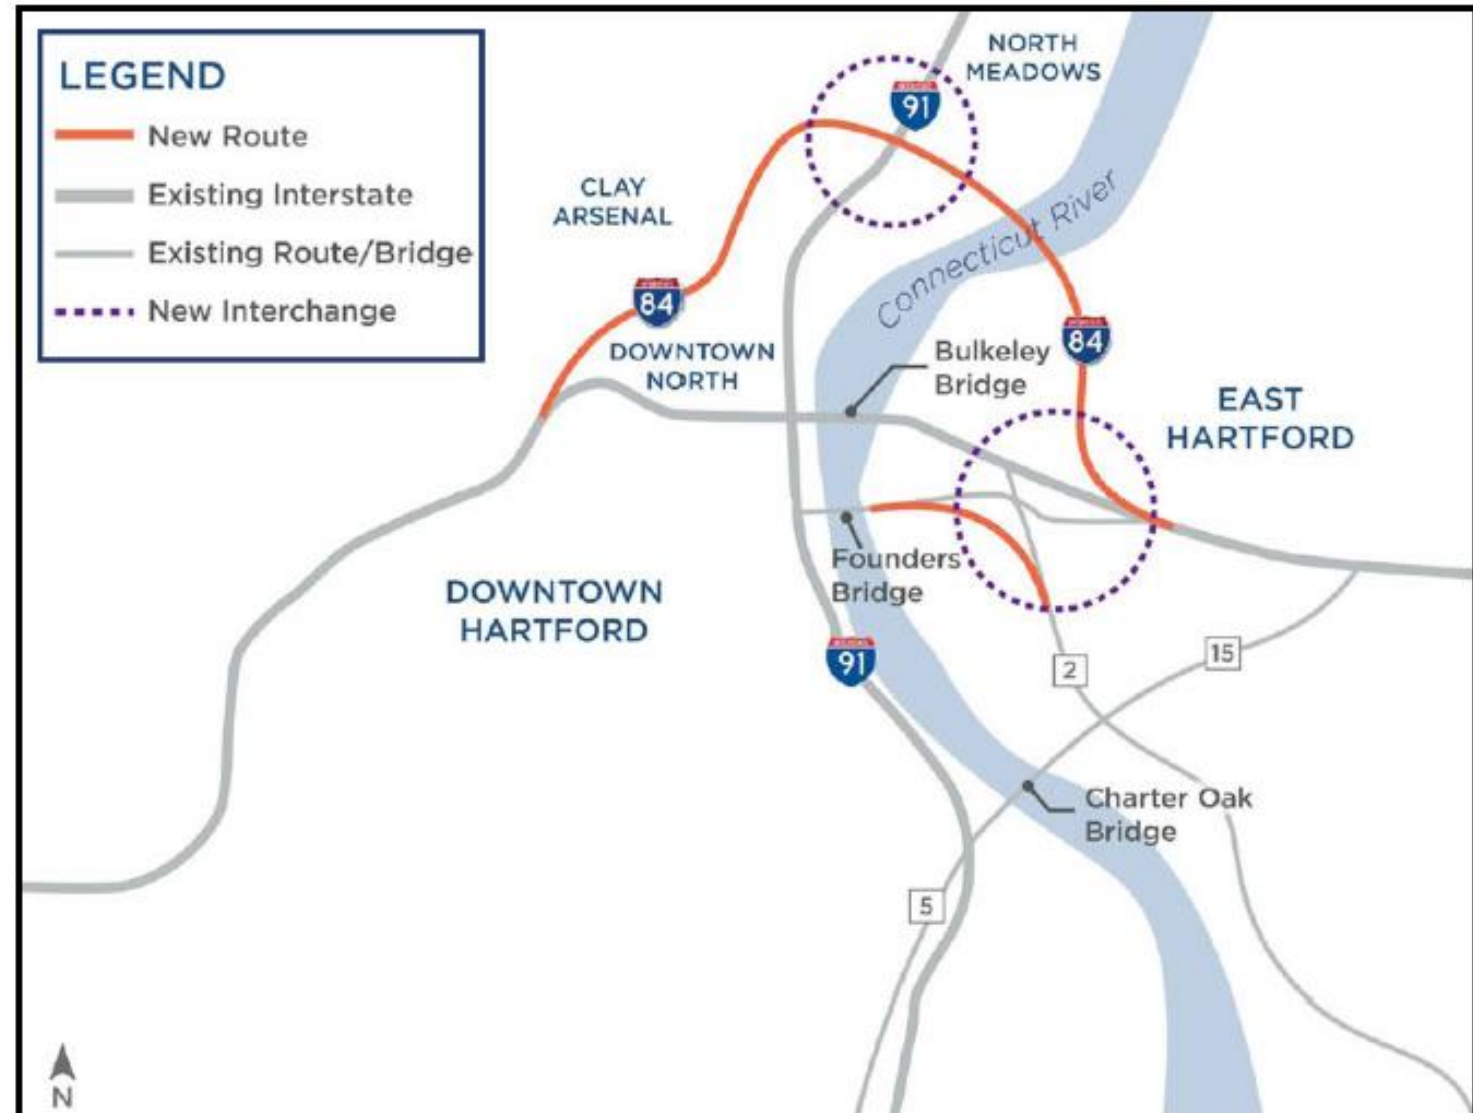 LEGEND
New Route
Existing Interstate
Existing Route/Bridge
New Interchange
NORTH
MEADOWS
91
CLAY
ARSENAL
Connecticut River
84
DOWNTOWN
NORTH
Bulkeley
Bridge
84
EAST
HARTFORD
Founders
Bridge
DOWNTOWN
HARTFORD
91
2
15
Charter Oak
Bridge
5
N